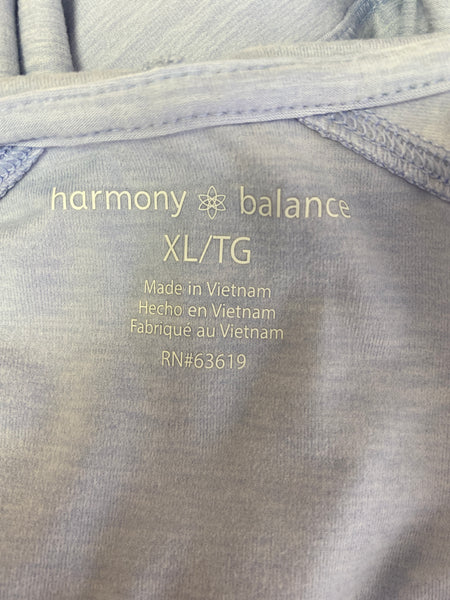 harmony balance
XL/TG
Made in Vietnam
Hecho en Vietnam
Fabriqué au Vietnam
RN#63619